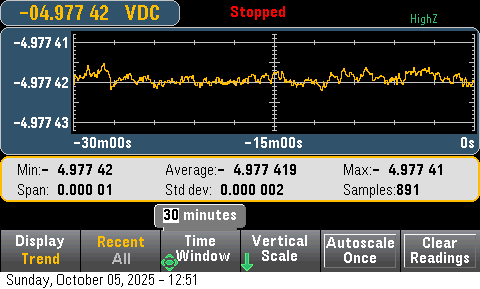 -04.977 42 VDC
Stopped
HighZ
-4.977 41
-4.977 42
-4.977 43
-30m00s
-15m00s
0s
Min:- 4.977 42
Average:- 4.977 419
Max:- 4.977 41
Span: 0.000 01
Std dev: 0.000 002
Samples:891
30 minutes
Display
Trend
Recent
All
Time
Window
Vertical
Scale
Autoscale
Once
Clear
Readings
Sunday, October 05, 2025 - 12:51